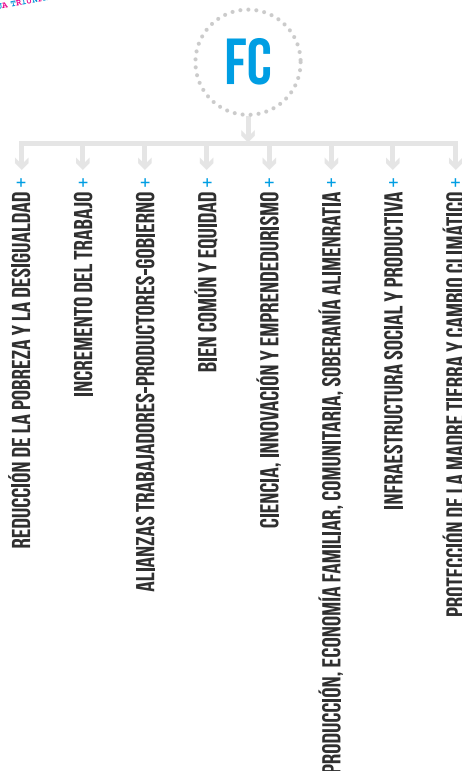 FC
REDUCCIÓN DE LA POBREZA Y LA DESIGUALDAD +
INCREMENTO DEL TRABAJO +
ALIANZAS TRABAJADORES-PRODUCTORES-GOBIERNO +
BIEN COMÚN Y EQUIDAD +
CIENCIA, INNOVACIÓN Y EMPRENDEDURISMO +
PRODUCCIÓN, ECONOMÍA FAMILIAR, COMUNITARIA, SOBERANÍA ALIMENRATIA +
INFRAESTRUCTURA SOCIAL Y PRODUCTIVA +
PROTECCIÓN DE LA MADRE TIERRA Y CAMBIO CLIMÁTICO +